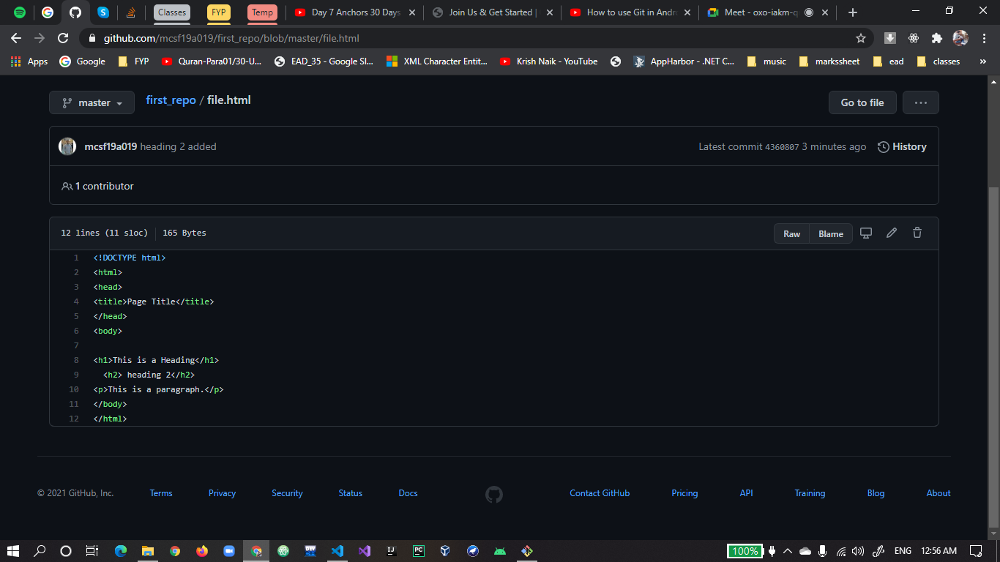 Classes
FYP
Temp
Day 7 Anchors 30 Days
Join Us & Get Started |
How to use Git in Andr
Meet - oxo-iakm-q
github.com/mcsf19a019/first_repo/blob/master/file.html
Apps
Google
FYP
Quran-Para01/30-U...
EAD_35 - Google Sl...
XML Character Entit...
Krish Naik - YouTube
AppHarbor - .NET C...
music
markssheet
ead
classes
»
master
first_repo / file.html
Go to file
...
mcsf19a019 heading 2 added
Latest commit 4360807 3 minutes ago
History
1 contributor
12 lines (11 sloc)
165 Bytes
Raw
Blame
1 <!DOCTYPE html>
2 <html>
3 <head>
4 <title>Page Title</title>
5 </head>
6 <body>
7
8 <h1>This is a Heading</h1>
9 <h2> heading 2</h2>
10 <p>This is a paragraph.</p>
11 </body>
12 </html>
© 2021 GitHub, Inc.
Terms
Privacy
Security
Status
Docs
Contact GitHub
Pricing
API
Training
Blog
About
100%
ENG
12:56 AM